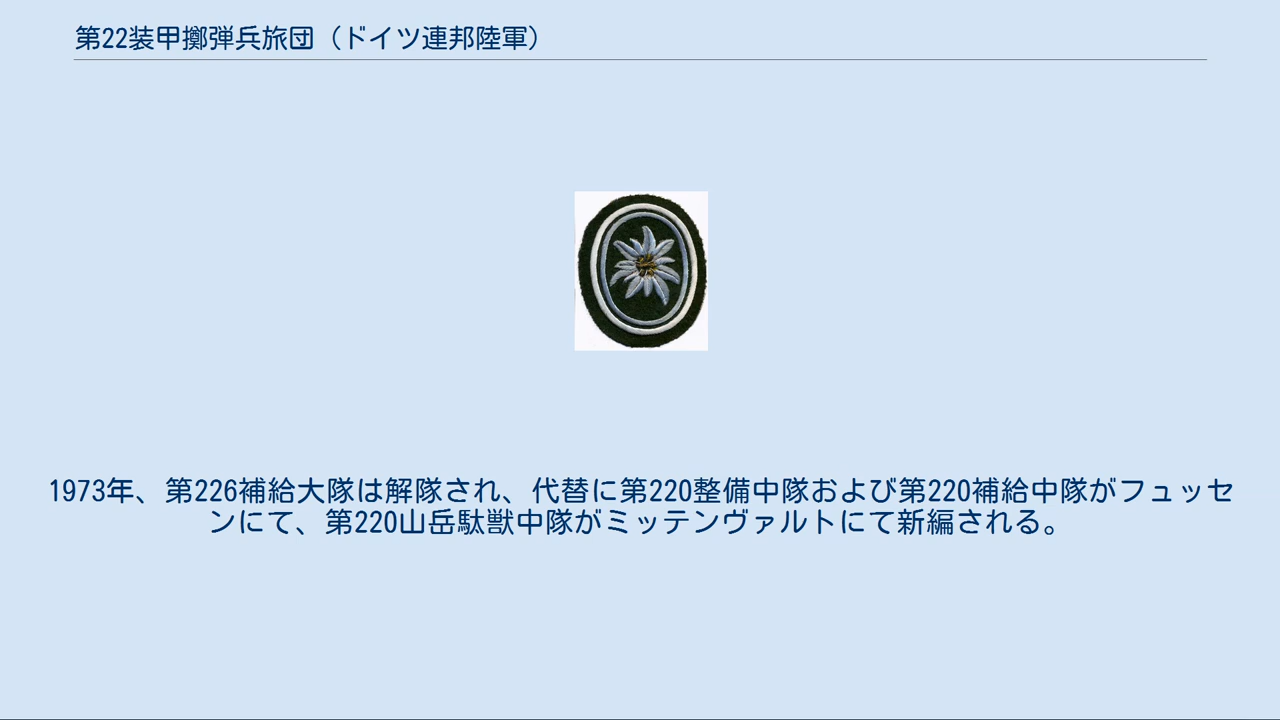 第22装甲擲弾兵旅団（ドイツ連邦陸軍）
1973年、第226補給大隊は解隊され、代替に第220整備中隊および第220補給中隊がフュッセ
ンにて、第220山岳駄獣中隊がミッテンヴァルトにて新編される。